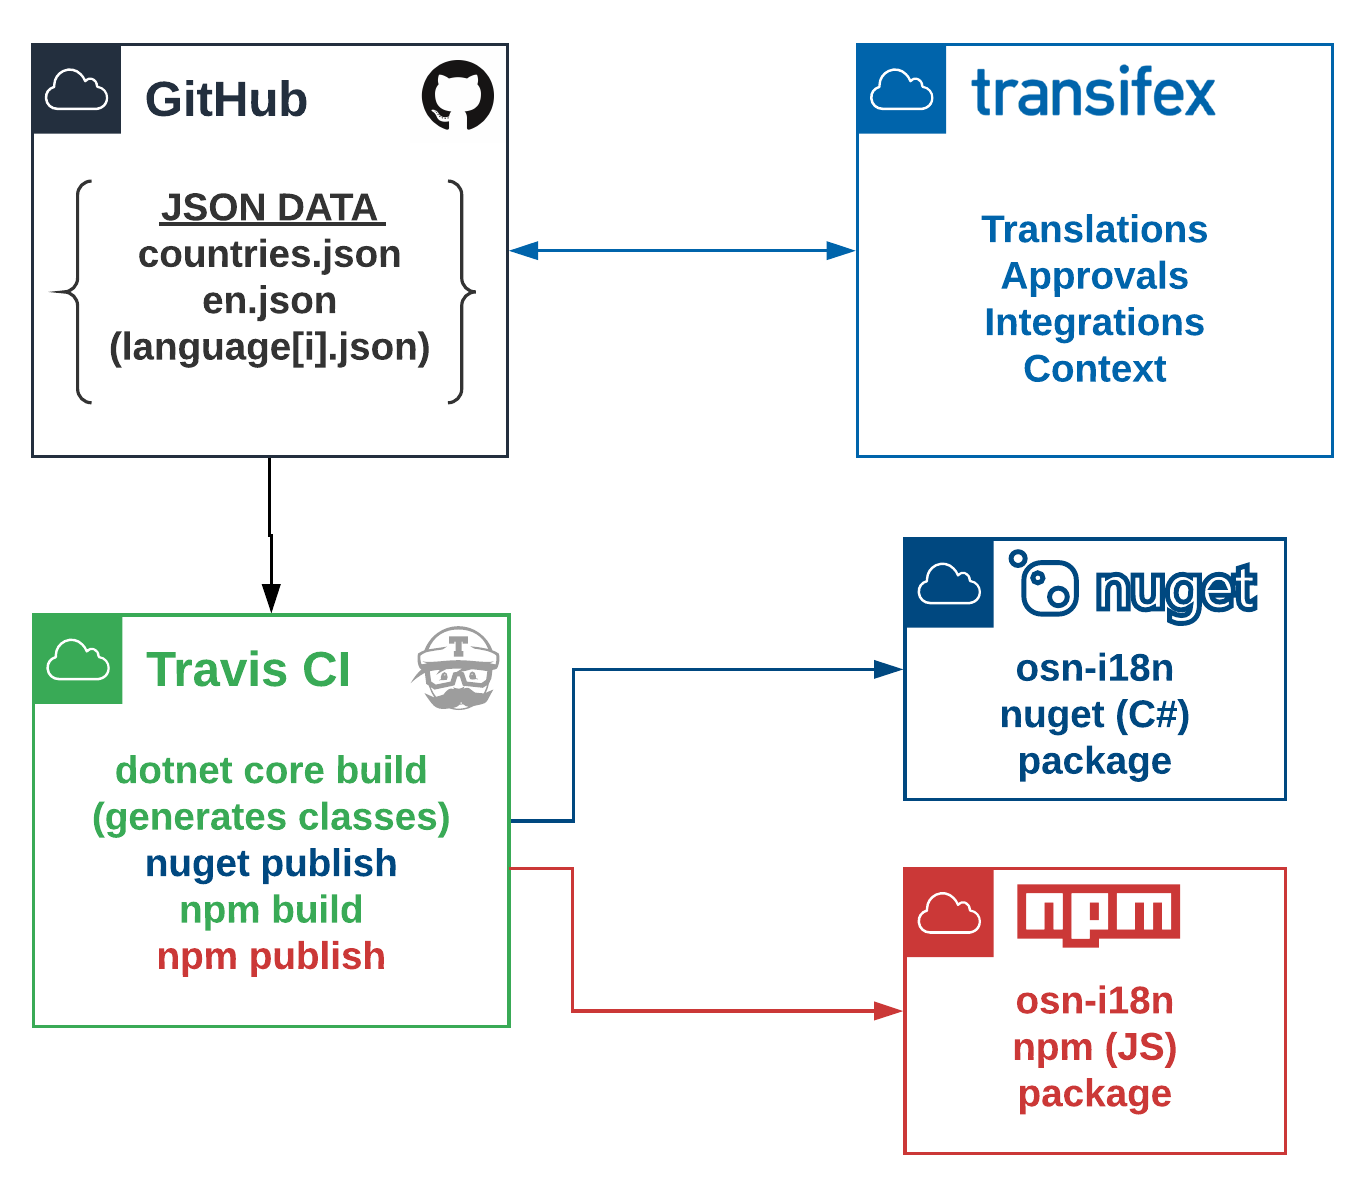 GitHub
JSON DATA
countries.json
en.json
(language[i].json)
transifex
Translations
Approvals
Integrations
Context
Travis CI
T
dotnet core build
(generates classes)
nuget publish
npm build
npm publish
nuget
osn-i18n
nuget (C#)
package
npm
osn-i18n
npm (JS)
package